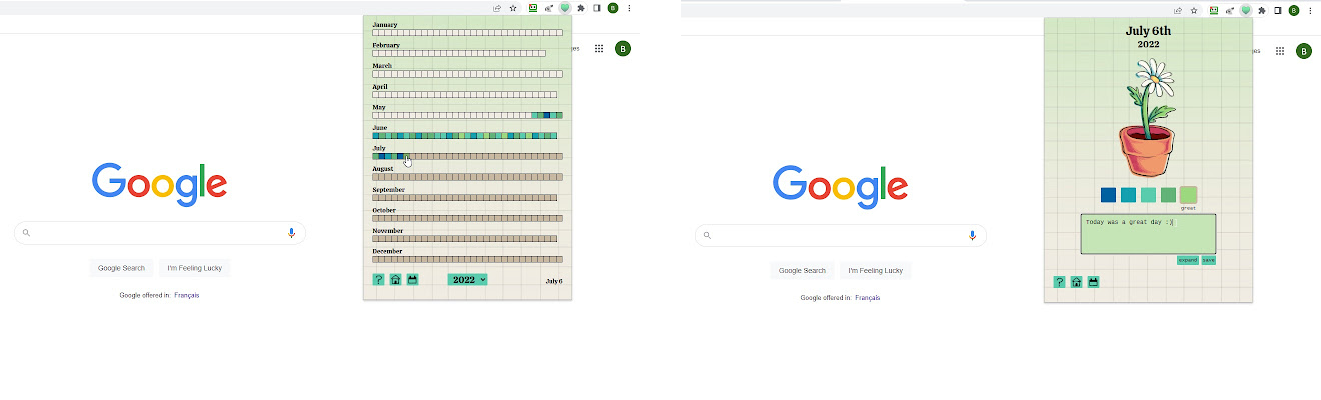 January
February
March
April
May
June
July
August
September
October
November
December
?
2022
July 6
es
B
Google
Google Search
I'm Feeling Lucky
Google offered in: Français
July 6th
2022
great
Today was a great day :)
expand
save
?
es
B
Google
Google Search
I'm Feeling Lucky
Google offered in: Français